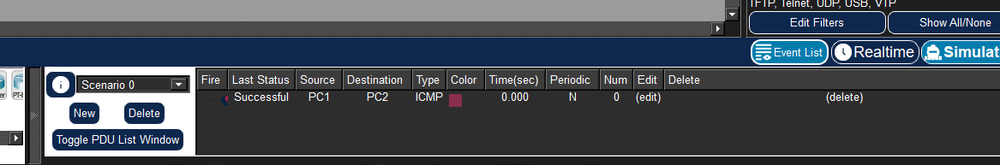 TFTP, Telnet, UDP, USB, VTP
Edit Filters
Show All/None
Event List
Realtime
Simulat
Scenario 0
New
Delete
Toggle PDU List Window
Fire Last Status Source Destination Type Color Time(sec) Periodic Num Edit Delete
Successful PC1 PC2 ICMP 0.000 N 0 (edit) (delete)